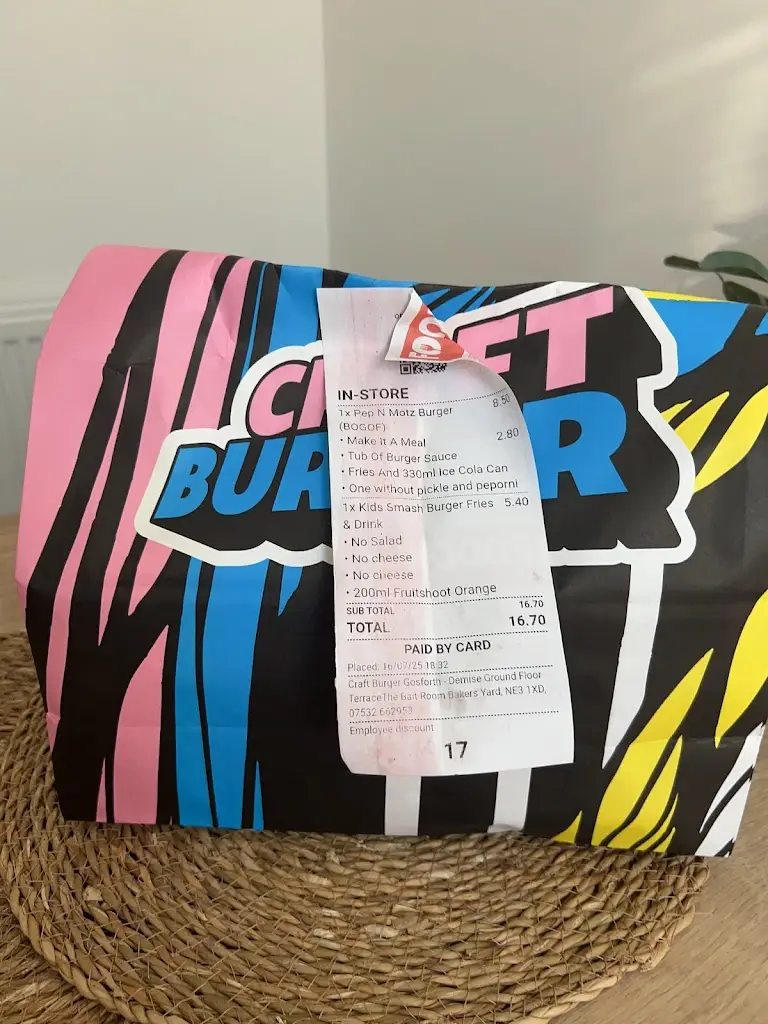 CRAFT
BURGER
IN-STORE
1x Pep N Motz Burger 8.50
(BOGOF)
• Make It A Meal 2.80
• Tub Of Burger Sauce
• Fries And 330ml Ice Cola Can
• One without pickle and peporni
1x Kids Smash Burger Fries 5.40
& Drink
• No Salad
• No cheese
• No cheese
• 200ml Fruitshoot Orange
SUB TOTAL 16.70
TOTAL 16.70
PAID BY CARD
Placed: 16/07/25 18:32
Craft Burger Gosforth - Demise Ground Floor
TerraceThe Bait Room Bakers Yard, NE3 1XD,
07532 662953
Employee discount
17